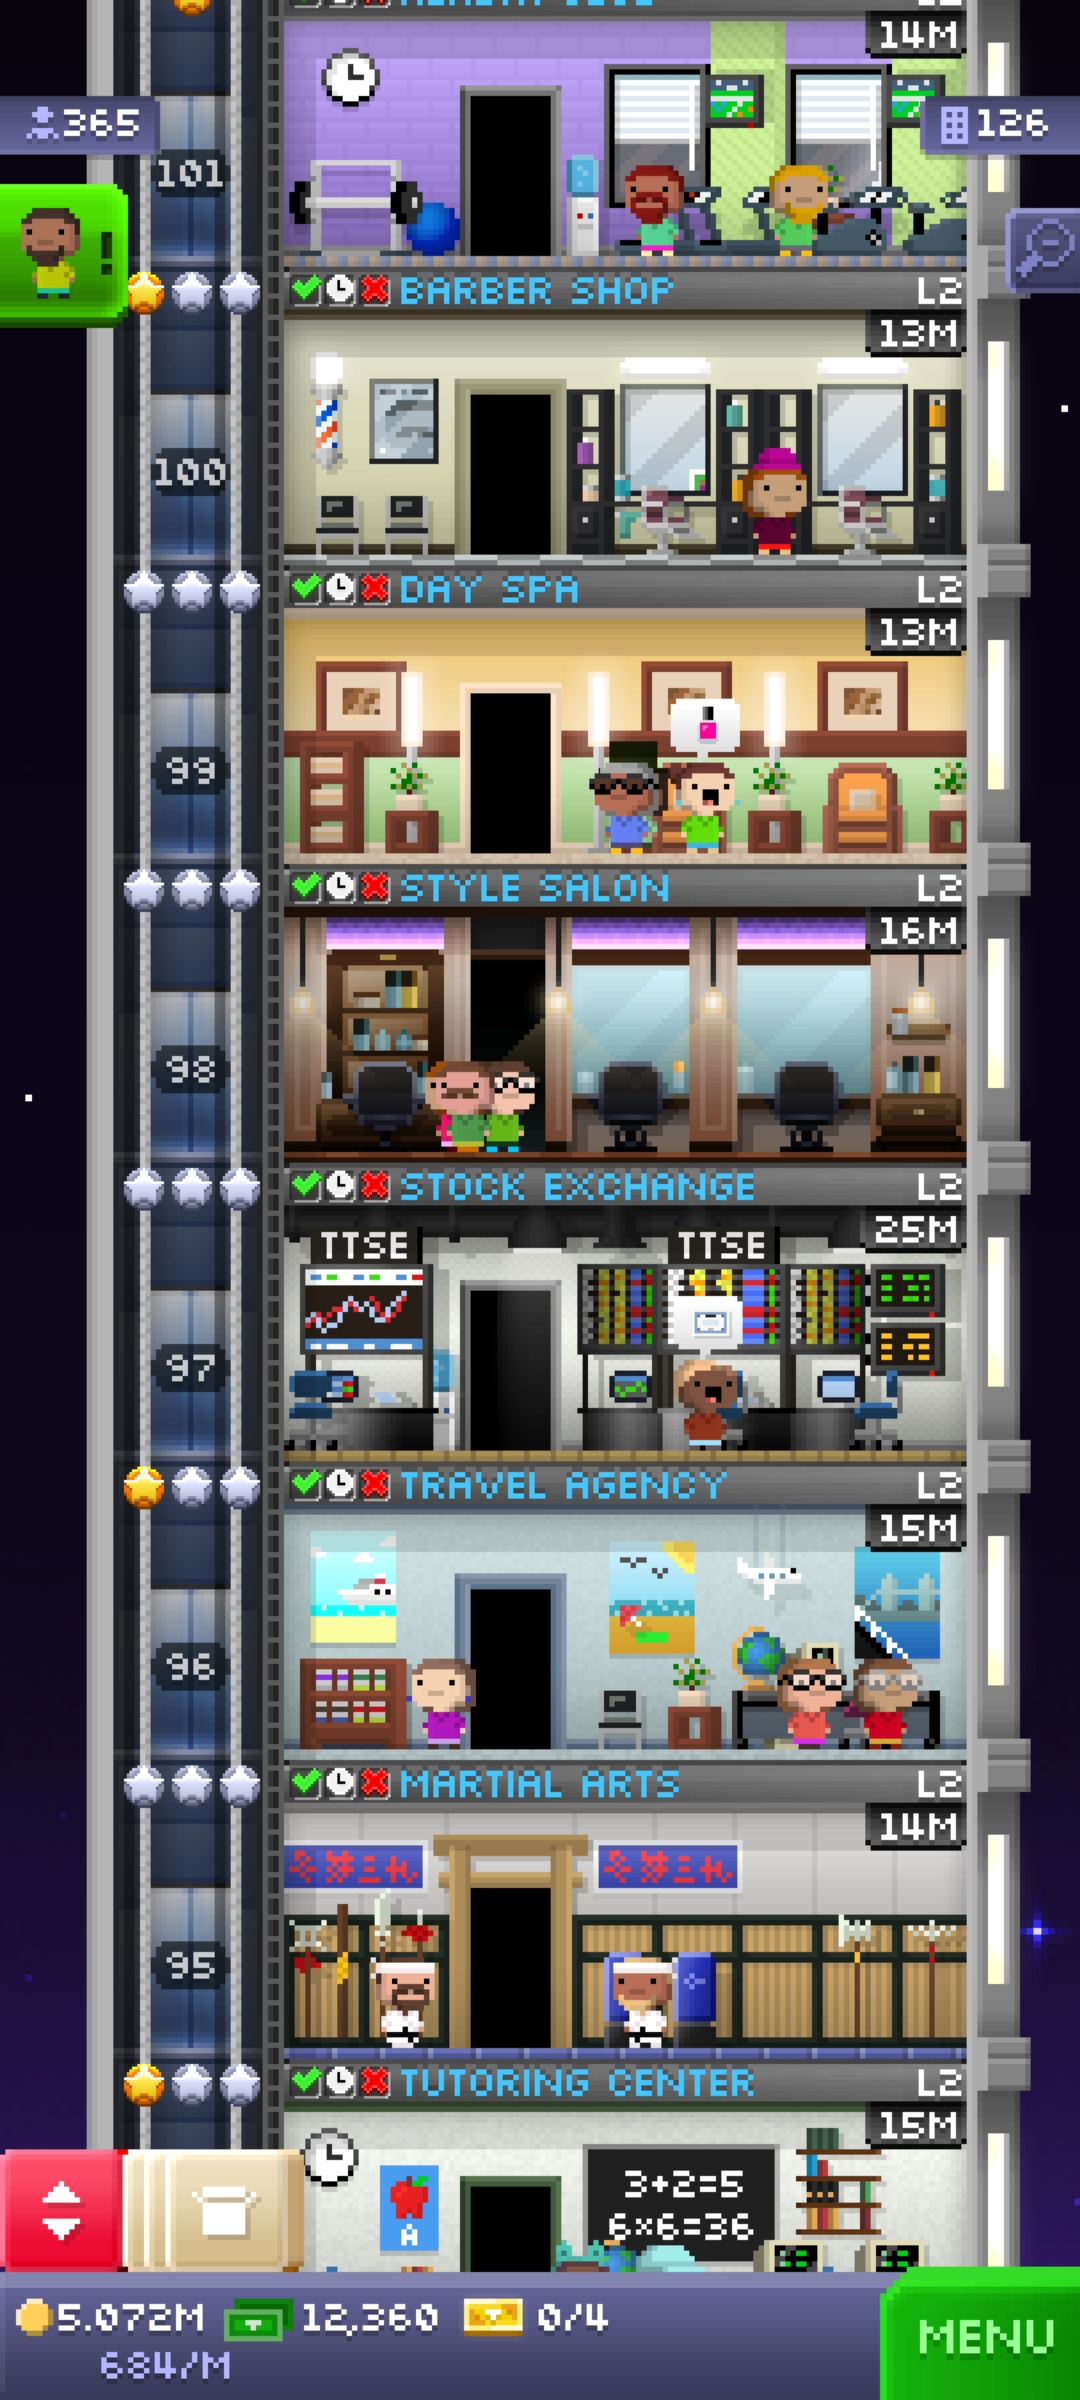 14M
365
126
101
BARBER SHOP L2
13M
100
DAY SPA L2
13M
99
STYLE SALON L2
16M
98
STOCK EXCHANGE L2
25M
TTSE TTSE
97
TRAVEL AGENCY L2
15M
96
MARTIAL ARTS L2
14M
95
TUTORING CENTER L2
15M
3+2=5
6x6=36
A
5.072M 12,360 0/4
684/M
MENU